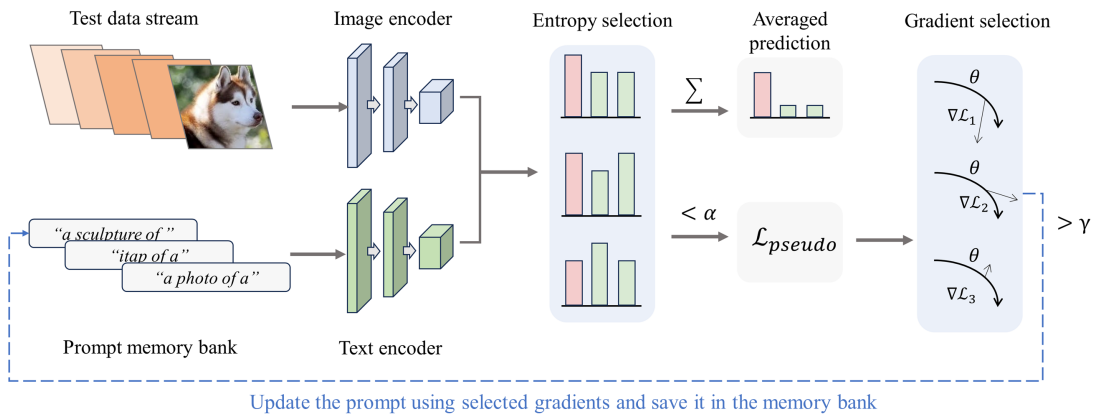 Test data stream
Image encoder
Entropy selection
Averaged
prediction
Gradient selection
∑
θ
∇ℒ1
θ
∇ℒ2
θ
∇ℒ3
< α
ℒpseudo
> γ
“a sculpture of ”
“itap of a”
“a photo of a”
Prompt memory bank
Text encoder
Update the prompt using selected gradients and save it in the memory bank